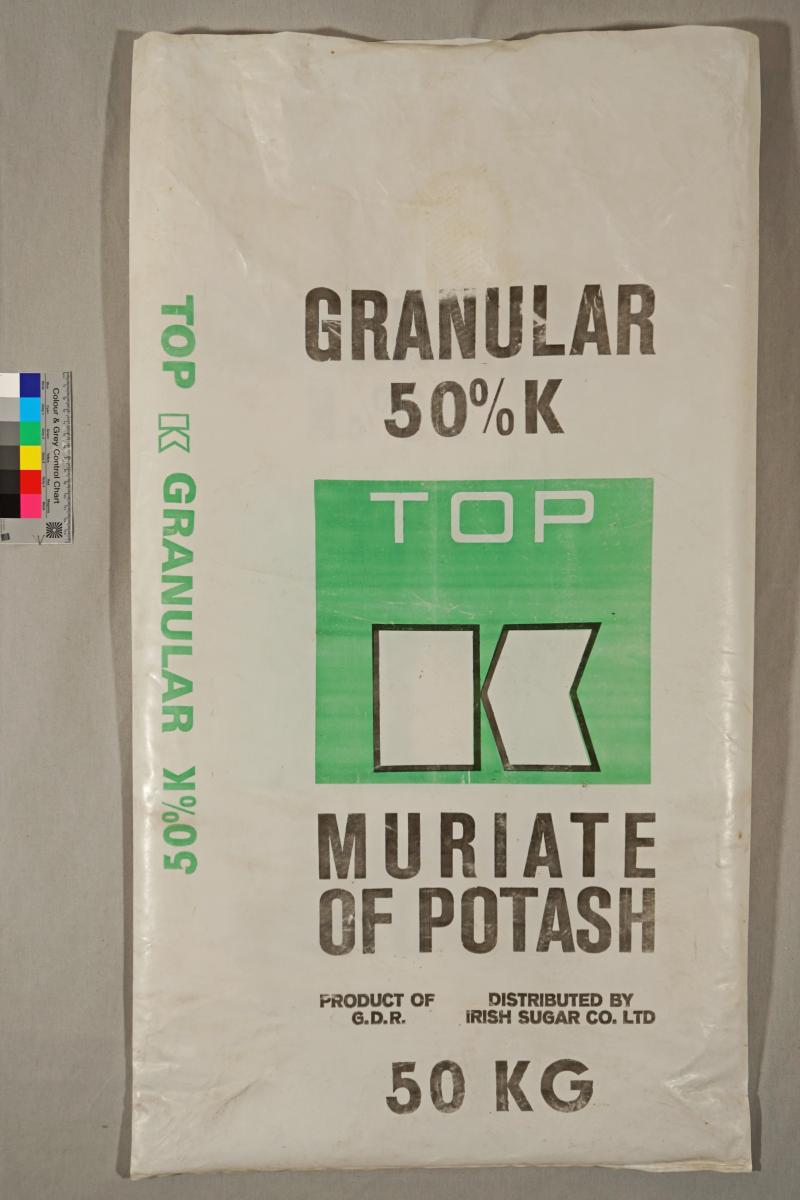 GRANULAR
50%K
TOP
K
MURIATE
OF POTASH
PRODUCT OF
G.D.R.
DISTRIBUTED BY
IRISH SUGAR CO. LTD
50 KG
TOP K GRANULAR 50%K
Colour & Grey Control Chart